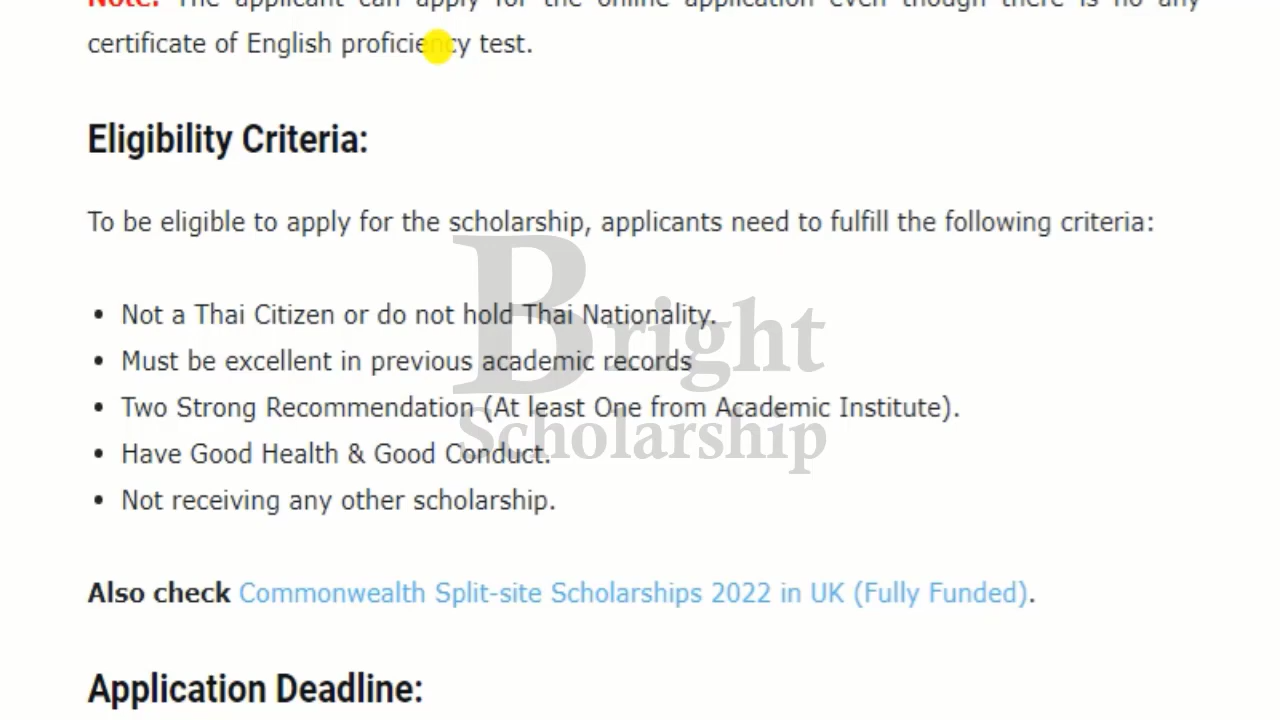 Note: The applicant can apply for the online application even though there is no any
certificate of English proficiency test.
Eligibility Criteria:
To be eligible to apply for the scholarship, applicants need to fulfill the following criteria:
• Not a Thai Citizen or do not hold Thai Nationality.
• Must be excellent in previous academic records
• Two Strong Recommendation (At least One from Academic Institute).
• Have Good Health & Good Conduct.
• Not receiving any other scholarship.
Bright
Scholarship
Also check Commonwealth Split-site Scholarships 2022 in UK (Fully Funded).
Application Deadline: